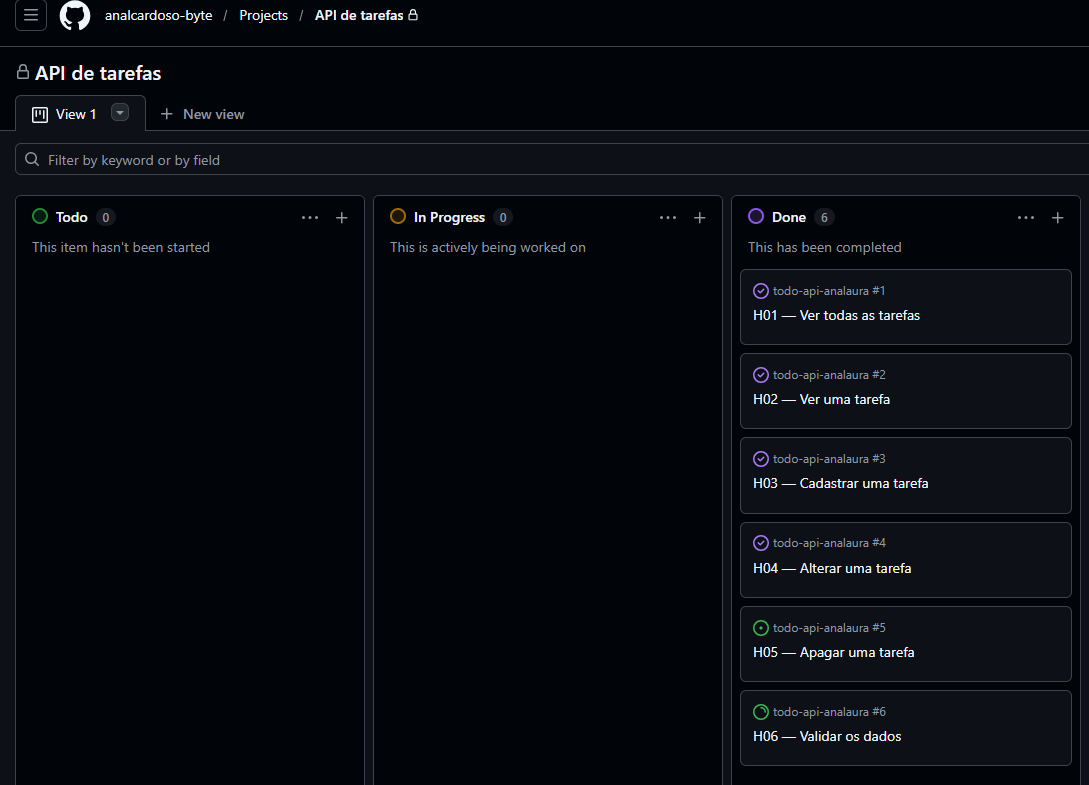 analcardoso-byte / Projects / API de tarefas
API de tarefas
View 1
New view
Filter by keyword or by field
Todo 0
This item hasn't been started
In Progress 0
This is actively being worked on
Done 6
This has been completed
todo-api-analaura #1
H01 — Ver todas as tarefas
todo-api-analaura #2
H02 — Ver uma tarefa
todo-api-analaura #3
H03 — Cadastrar uma tarefa
todo-api-analaura #4
H04 — Alterar uma tarefa
todo-api-analaura #5
H05 — Apagar uma tarefa
todo-api-analaura #6
H06 — Validar os dados